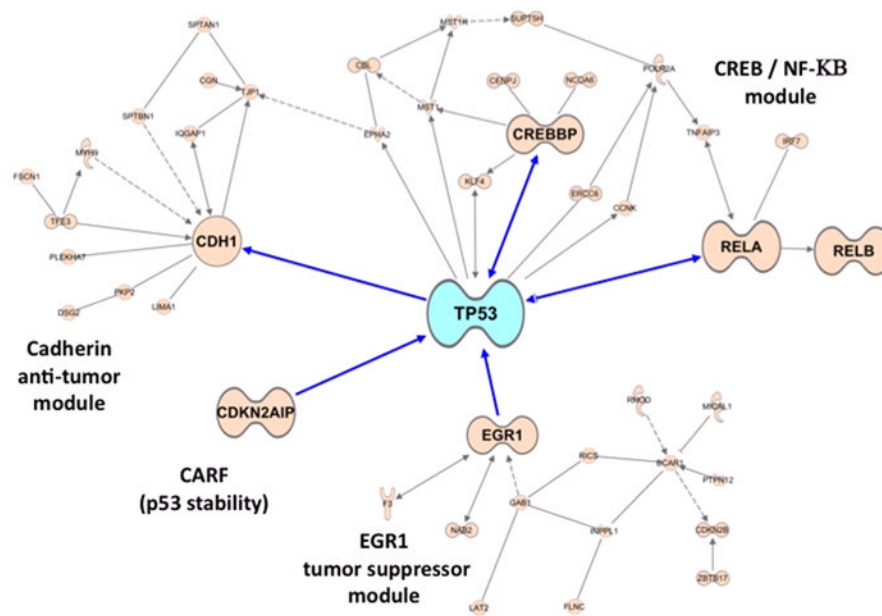 SPTAN1
MST1R
SUPT5H
CGN
TJP1
CBL
POLR2A
CREB / NF-KB
module
SPTBN1
IQGAP1
MST1
CENPJ
NCOA6
EPHA2
CREBBP
TNFAIP3
IRF7
MYH9
FSCN1
KLF4
ERCC6
CCNK
TFE3
CDH1
RELA
RELB
PLEKHA7
PKP2
DSG2
LIMA1
TP53
Cadherin
anti-tumor
module
CDKN2AIP
EGR1
RHOD
MICAL1
CARF
(p53 stability)
RICS
BCAR1
PTPN12
F3
GAB1
NAB2
INPPL1
CDKN2B
EGR1
tumor suppressor
module
ZBTB17
LAT2
FLNC